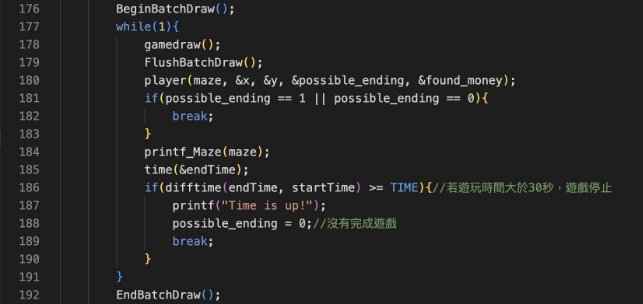 176 BeginBatchDraw();
177 while(1){
178 gamedraw();
179 FlushBatchDraw();
180 player(maze, &x, &y, &possible_ending, &found_money);
181 if(possible_ending == 1 || possible_ending == 0){
182 break;
183 }
184 printf_Maze(maze);
185 time(&endTime);
186 if(difftime(endTime, startTime) >= TIME){//若遊玩時間大於30秒，遊戲停止
187 printf("Time is up!");
188 possible_ending = 0;//沒有完成遊戲
189 break;
190 }
191 }
192 EndBatchDraw();